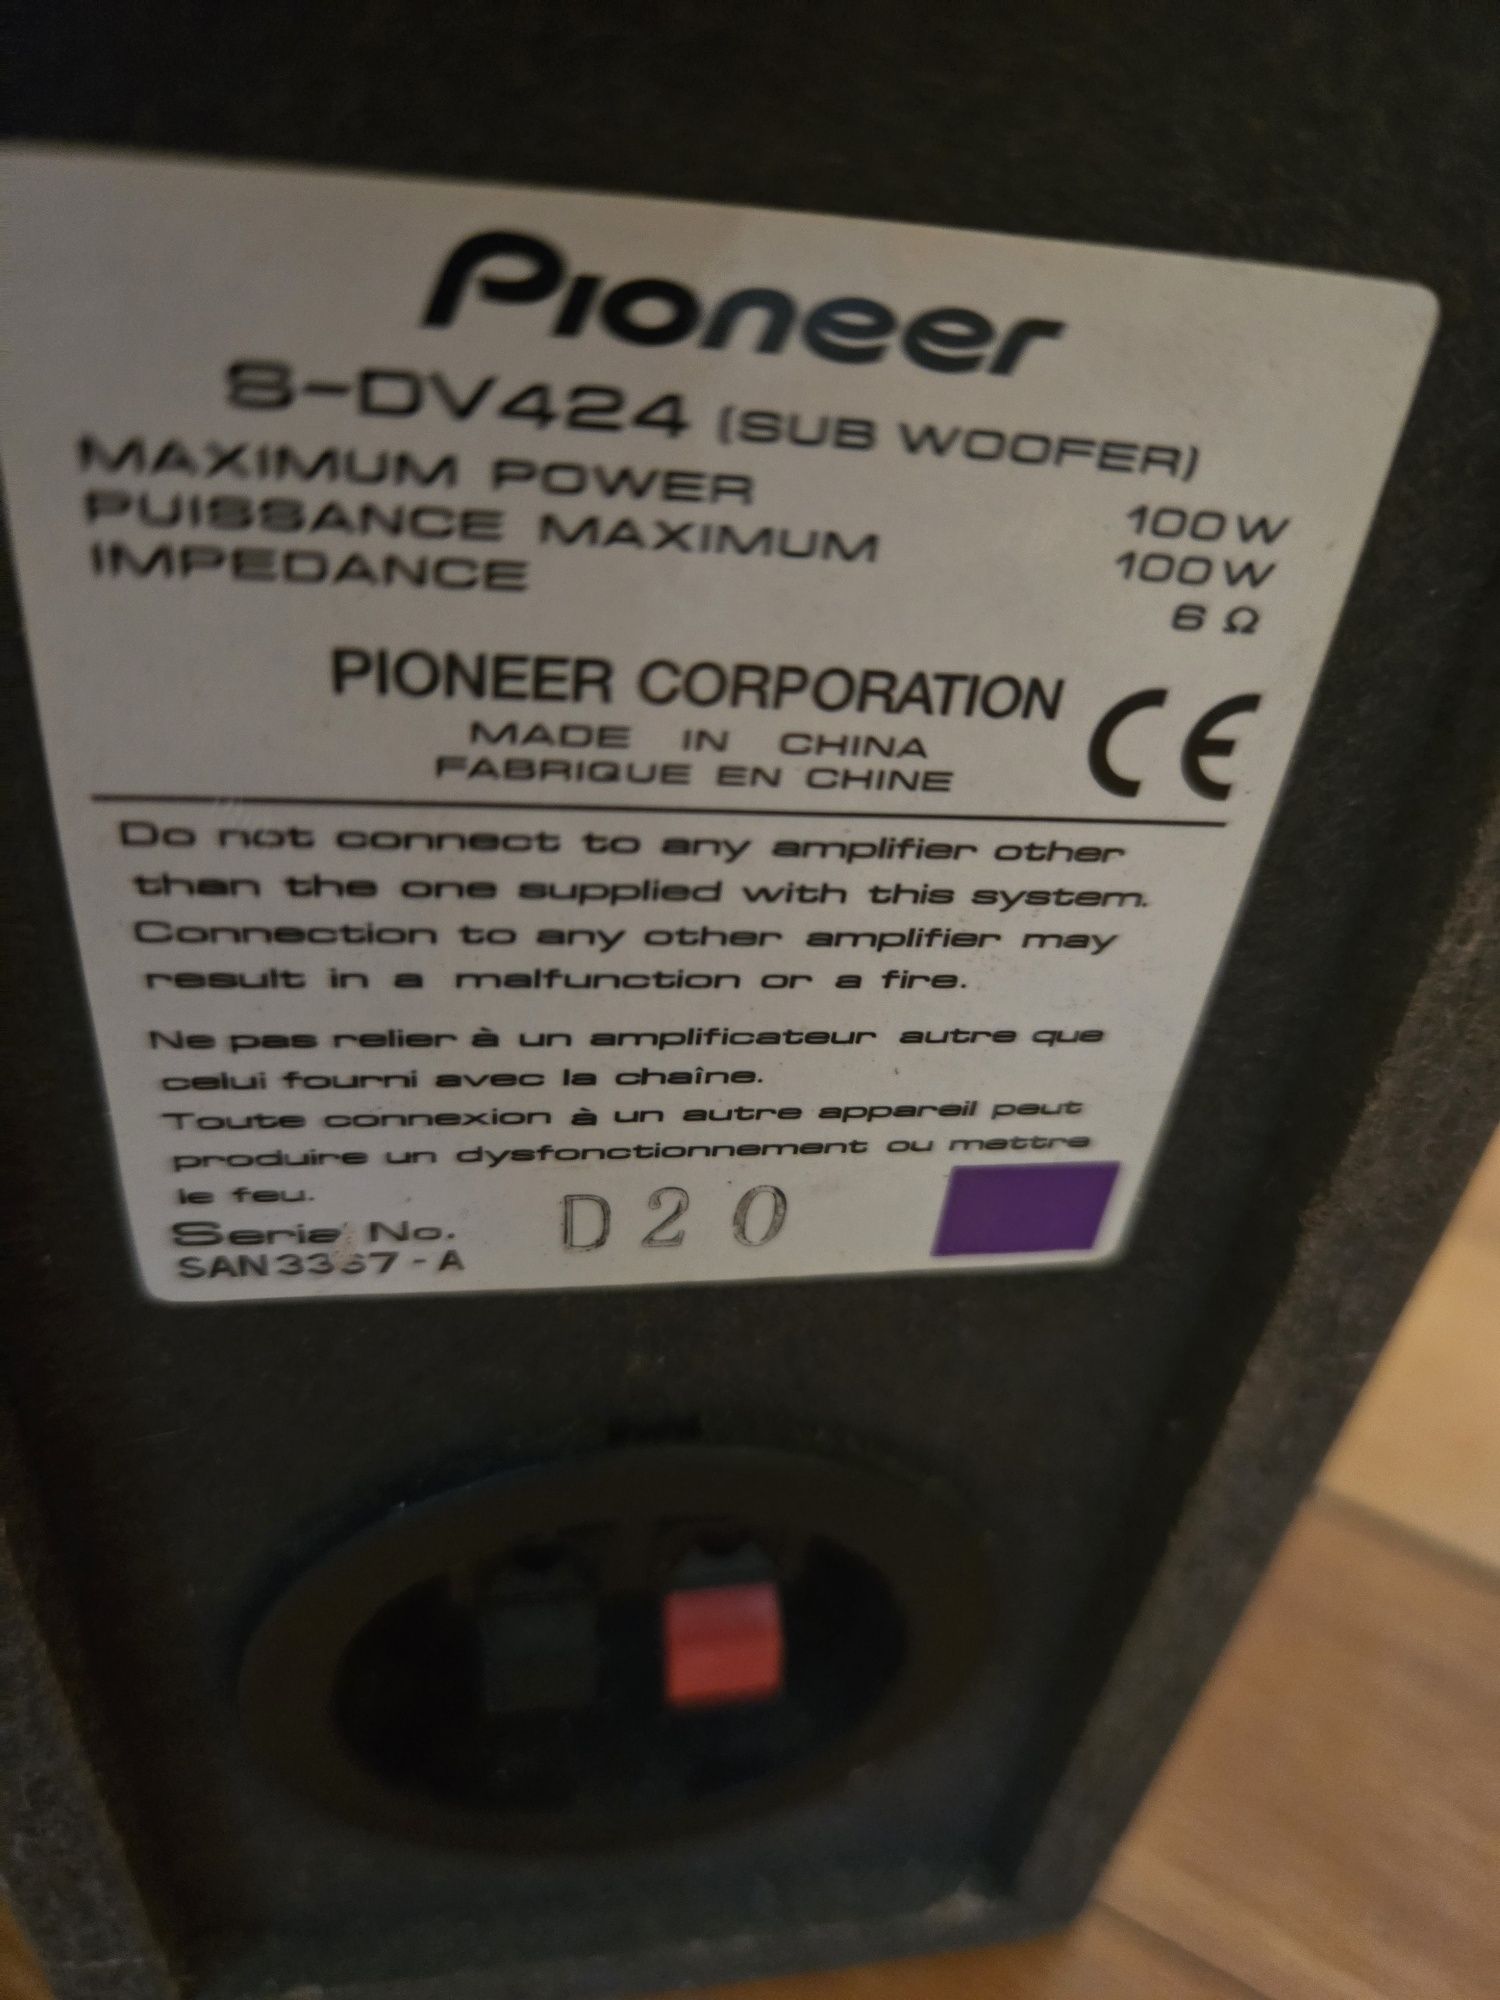 Pioneer
S-DV424 (SUB WOOFER)
MAXIMUM POWER 100W
PUISSANCE MAXIMUM 100W
IMPEDANCE 6 Ω
PIONEER CORPORATION CE
MADE IN CHINA
FABRIQUE EN CHINE
Do not connect to any amplifier other
than the one supplied with this system.
Connection to any other amplifier may
result in a malfunction or a fire.
Ne pas relier à un amplificateur autre que
celui fourni avec la chaîne.
Toute connexion à un autre appareil peut
produire un dysfonctionnement ou mettre
le feu.
Serial No. D20
SAN3367-A